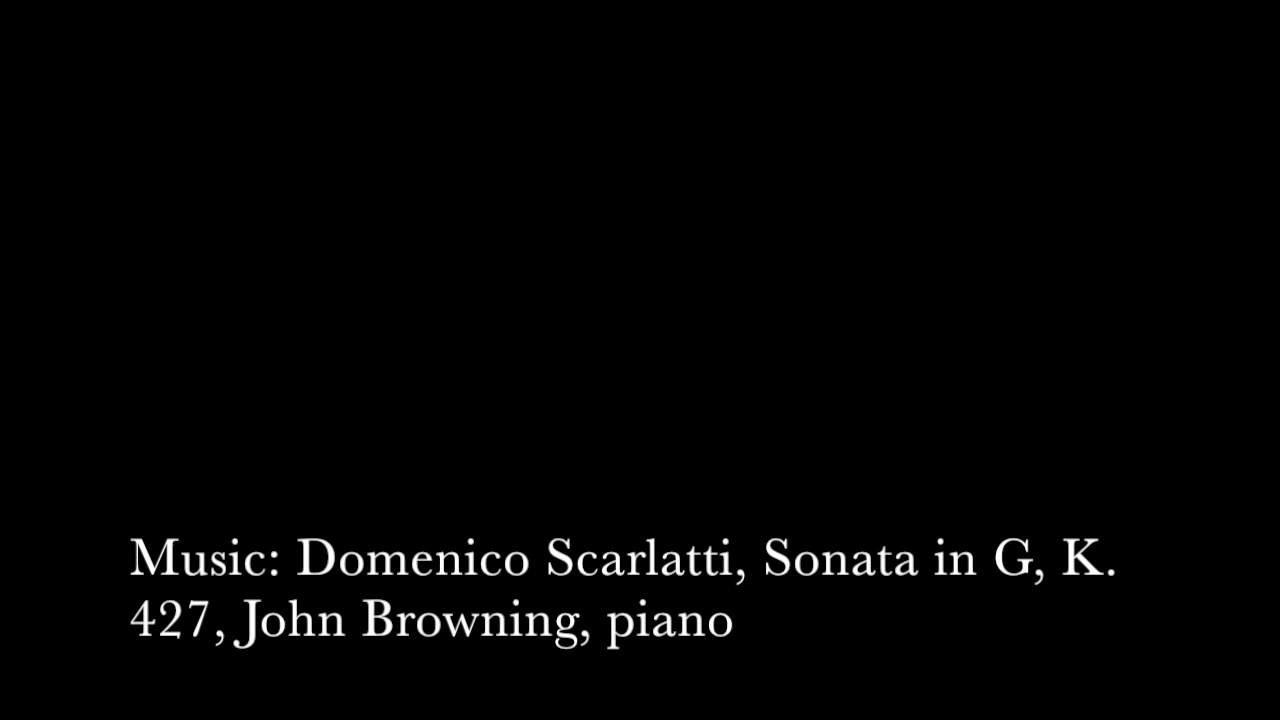 Music: Domenico Scarlatti, Sonata in G, K.
427, John Browning, piano